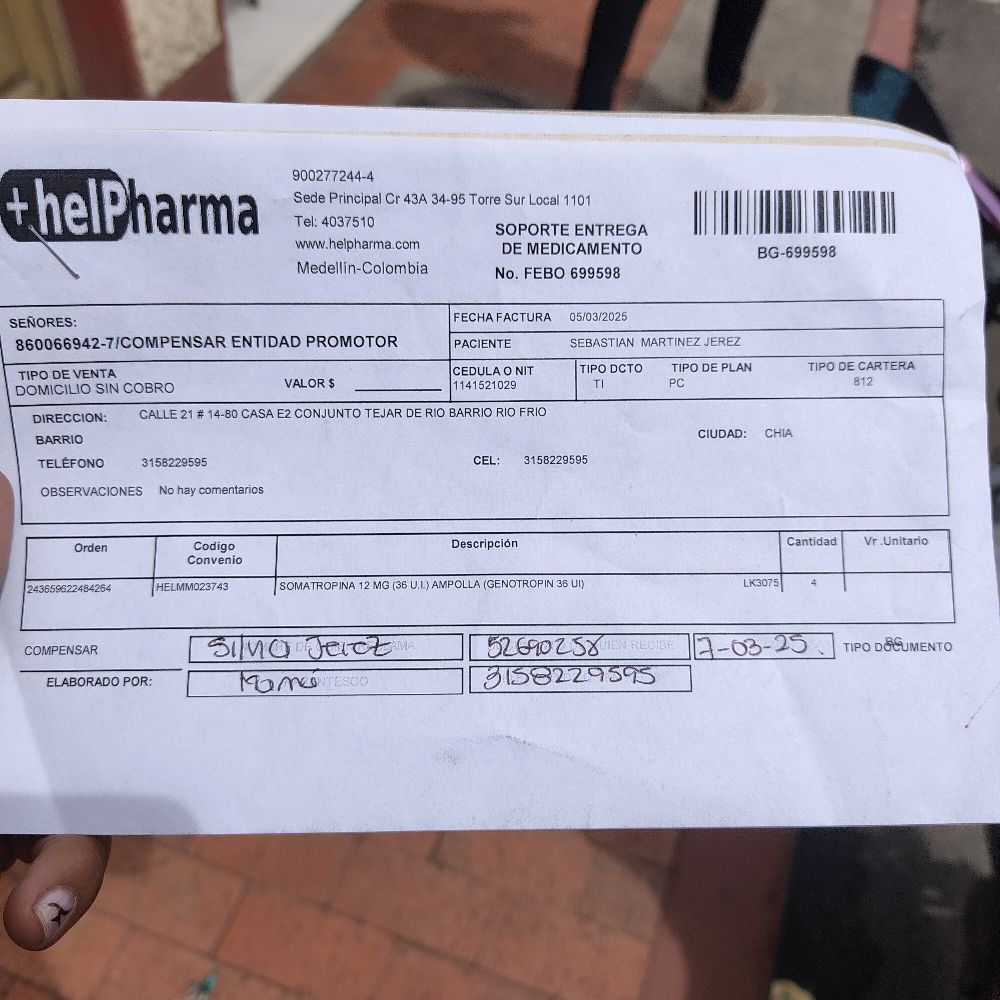 +helPharma
900277244-4
Sede Principal Cr 43A 34-95 Torre Sur Local 1101
Tel: 4037510
www.helpharma.com
Medellín-Colombia
SOPORTE ENTREGA
DE MEDICAMENTO
No. FEBO 699598
BG-699598
SEÑORES:
860066942-7/COMPENSAR ENTIDAD PROMOTOR
FECHA FACTURA 05/03/2025
PACIENTE SEBASTIAN MARTINEZ JEREZ
TIPO DE VENTA
DOMICILIO SIN COBRO
VALOR $
CEDULA O NIT
1141521029
TIPO DCTO
TI
TIPO DE PLAN
PC
TIPO DE CARTERA
812
DIRECCION: CALLE 21 # 14-80 CASA E2 CONJUNTO TEJAR DE RIO BARRIO RIO FRIO
BARRIO
CIUDAD: CHIA
TELÉFONO 3158229595
CEL: 3158229595
OBSERVACIONES No hay comentarios
Orden Codigo Convenio Descripción Cantidad Vr .Unitario
243659622484264 HELMM023743 SOMATROPINA 12 MG (36 U.I.) AMPOLLA (GENOTROPIN 36 UI) LK3075 4
COMPENSAR Silvia Jerez 52690258 QUIEN RECIBE 7-03-25. TIPO DOCUMENTO BG
ELABORADO POR: Mamá PARENTESCO 3158229595